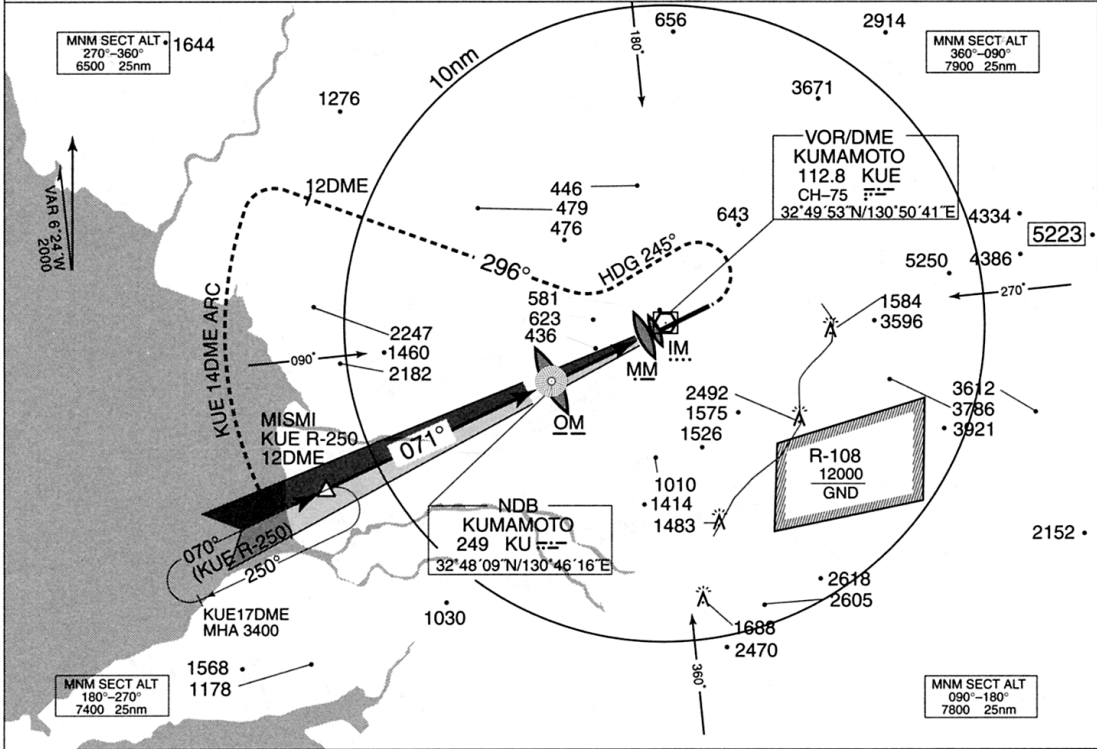 MNM SECT ALT
270°–360°
6500 25nm
1644
656
2914
MNM SECT ALT
360°–090°
7900 25nm
180°
10nm
1276
3671
VOR/DME
KUMAMOTO
112.8 KUE
CH-75
32°49´53˝N/130°50´41˝E
VAR 6°24´W
2000
12DME
446
479
476
643
4334
5223
4386
HDG 245°
296°
5250
270°
KUE 14DME ARC
581
623
436
1584
3596
2247
1460
2182
090°
IM
MM
2492
1575
1526
3612
3786
3921
MISMI
KUE R-250
12DME
071°
OM
R-108
12000
GND
1010
1414
1483
NDB
KUMAMOTO
249 KU
32°48´09˝N/130°46´16˝E
2152
070°
(KUE R-250)
250°
KUE17DME
MHA 3400
1030
2618
2605
1688
2470
360°
1568
1178
MNM SECT ALT
180°–270°
7400 25nm
MNM SECT ALT
090°–180°
7800 25nm